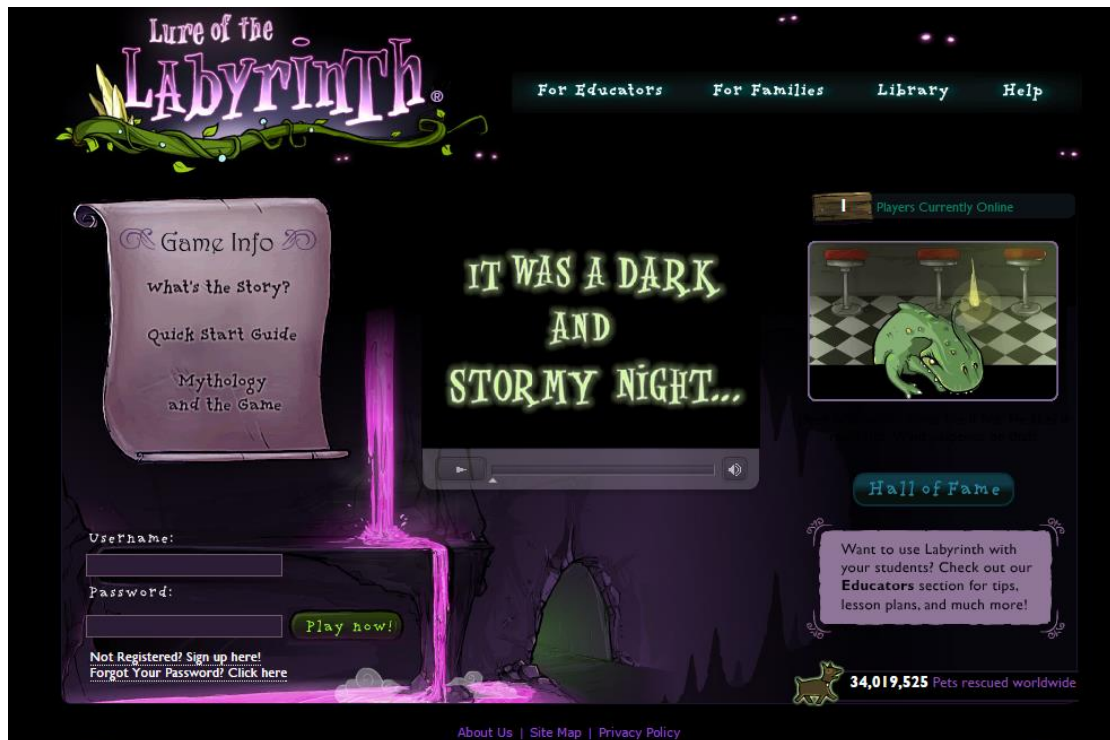 Lure of the
Labyrinth®
For Educators For Families Library Help
1 Players Currently Online
Game Info
What's the Story?
Quick Start Guide
Mythology
and the Game
IT WAS A DARK
AND
STORMY NIGHT...
Hall of Fame
Want to use Labyrinth with
your students? Check out our
Educators section for tips,
lesson plans, and much more!
Username:
Password:
Play now!
Not Registered? Sign up here!
Forgot Your Password? Click here
34,019,525 Pets rescued worldwide
About Us | Site Map | Privacy Policy